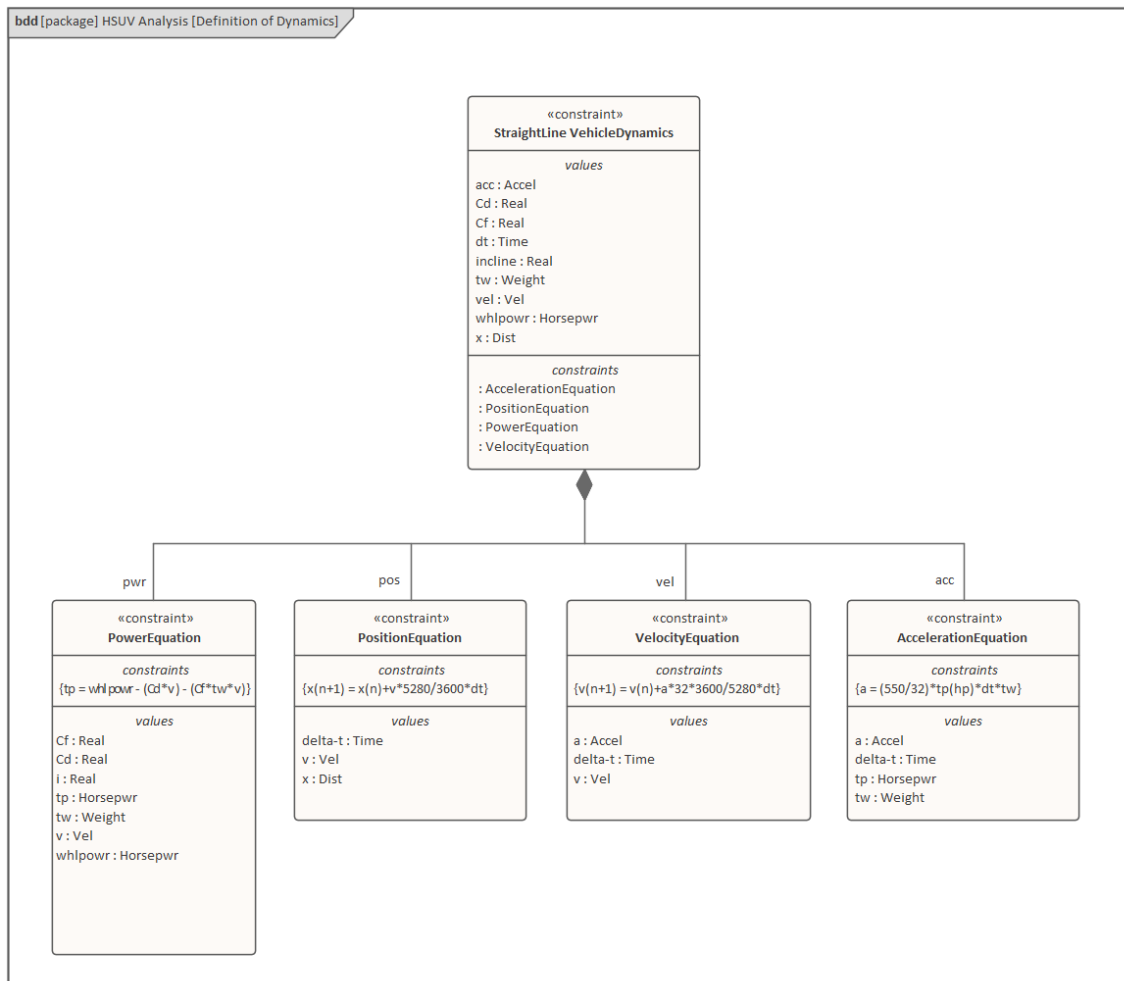 bdd [package] HSUV Analysis [Definition of Dynamics]
«constraint»
StraightLine VehicleDynamics
values
acc : Accel
Cd : Real
Cf : Real
dt : Time
incline : Real
tw : Weight
vel : Vel
whlpowr : Horsepwr
x : Dist
constraints
: AccelerationEquation
: PositionEquation
: PowerEquation
: VelocityEquation
pwr
pos
vel
acc
«constraint»
PowerEquation
constraints
{tp = whlpowr - (Cd*v) - (Cf*tw*v)}
values
Cf : Real
Cd : Real
i : Real
tp : Horsepwr
tw : Weight
v : Vel
whlpowr : Horsepwr
«constraint»
PositionEquation
constraints
{x(n+1) = x(n)+v*5280/3600*dt}
values
delta-t : Time
v : Vel
x : Dist
«constraint»
VelocityEquation
constraints
{v(n+1) = v(n)+a*32*3600/5280*dt}
values
a : Accel
delta-t : Time
v : Vel
«constraint»
AccelerationEquation
constraints
{a = (550/32)*tp(hp)*dt*tw}
values
a : Accel
delta-t : Time
tp : Horsepwr
tw : Weight